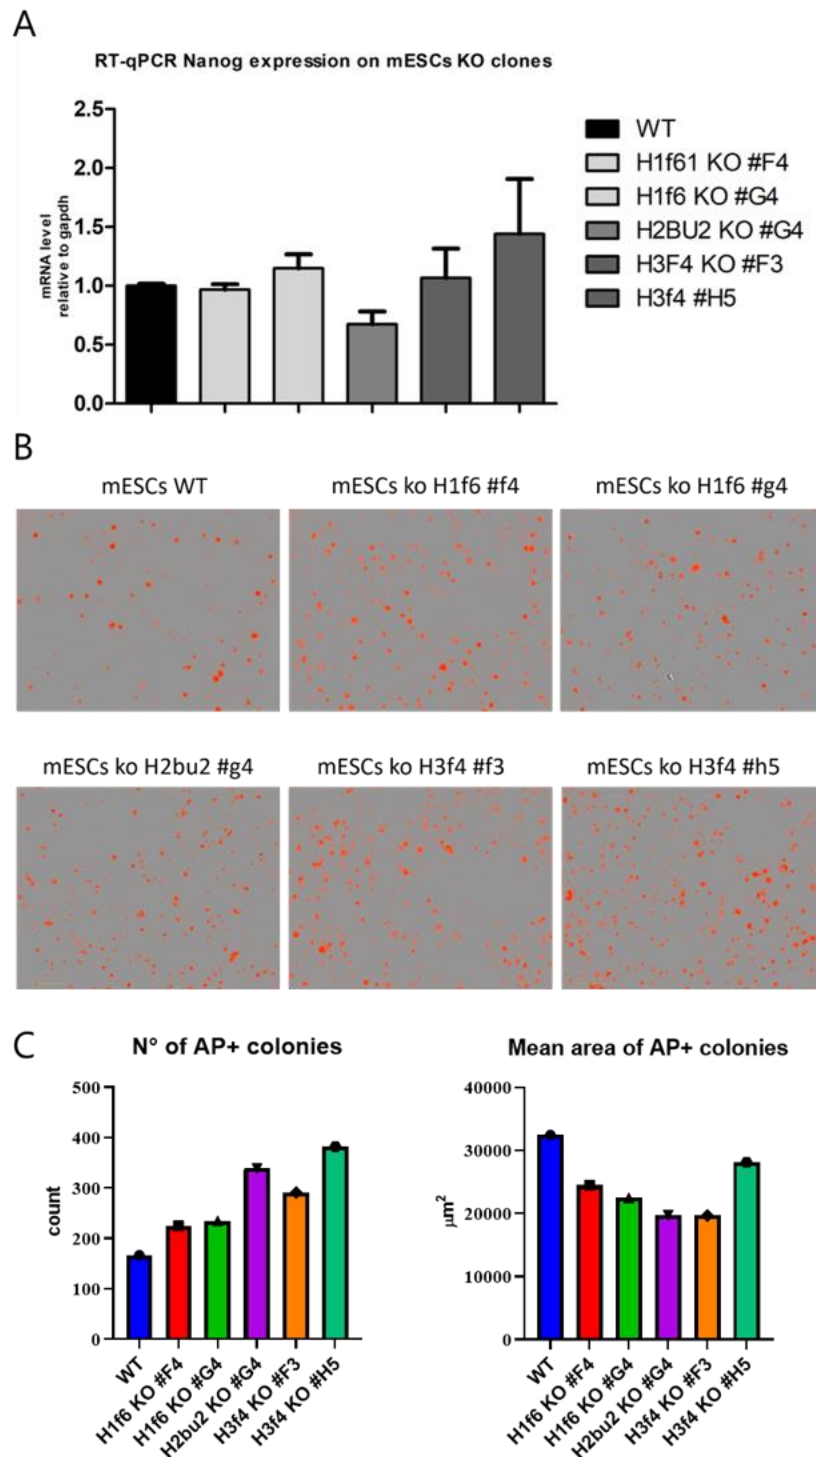 A
RT-qPCR Nanog expression on mESCs KO clones
2.5
2.0
1.5
1.0
0.5
0.0
mRNA level
relative to gapdh
WT
H1f61 KO #F4
H1f6 KO #G4
H2BU2 KO #G4
H3F4 KO #F3
H3f4 #H5
B
mESCs WT
mESCs ko H1f6 #f4
mESCs ko H1f6 #g4
mESCs ko H2bu2 #g4
mESCs ko H3f4 #f3
mESCs ko H3f4 #h5
C
N° of AP+ colonies
500
400
300
200
100
0
count
WT
H1f6 KO #F4
H1f6 KO #G4
H2bu2 KO #G4
H3f4 KO #F3
H3f4 KO #H5
Mean area of AP+ colonies
40000
30000
20000
10000
0
μm²
WT
H1f6 KO #F4
H1f6 KO #G4
H2bu2 KO #G4
H3f4 KO #F3
H3f4 KO #H5